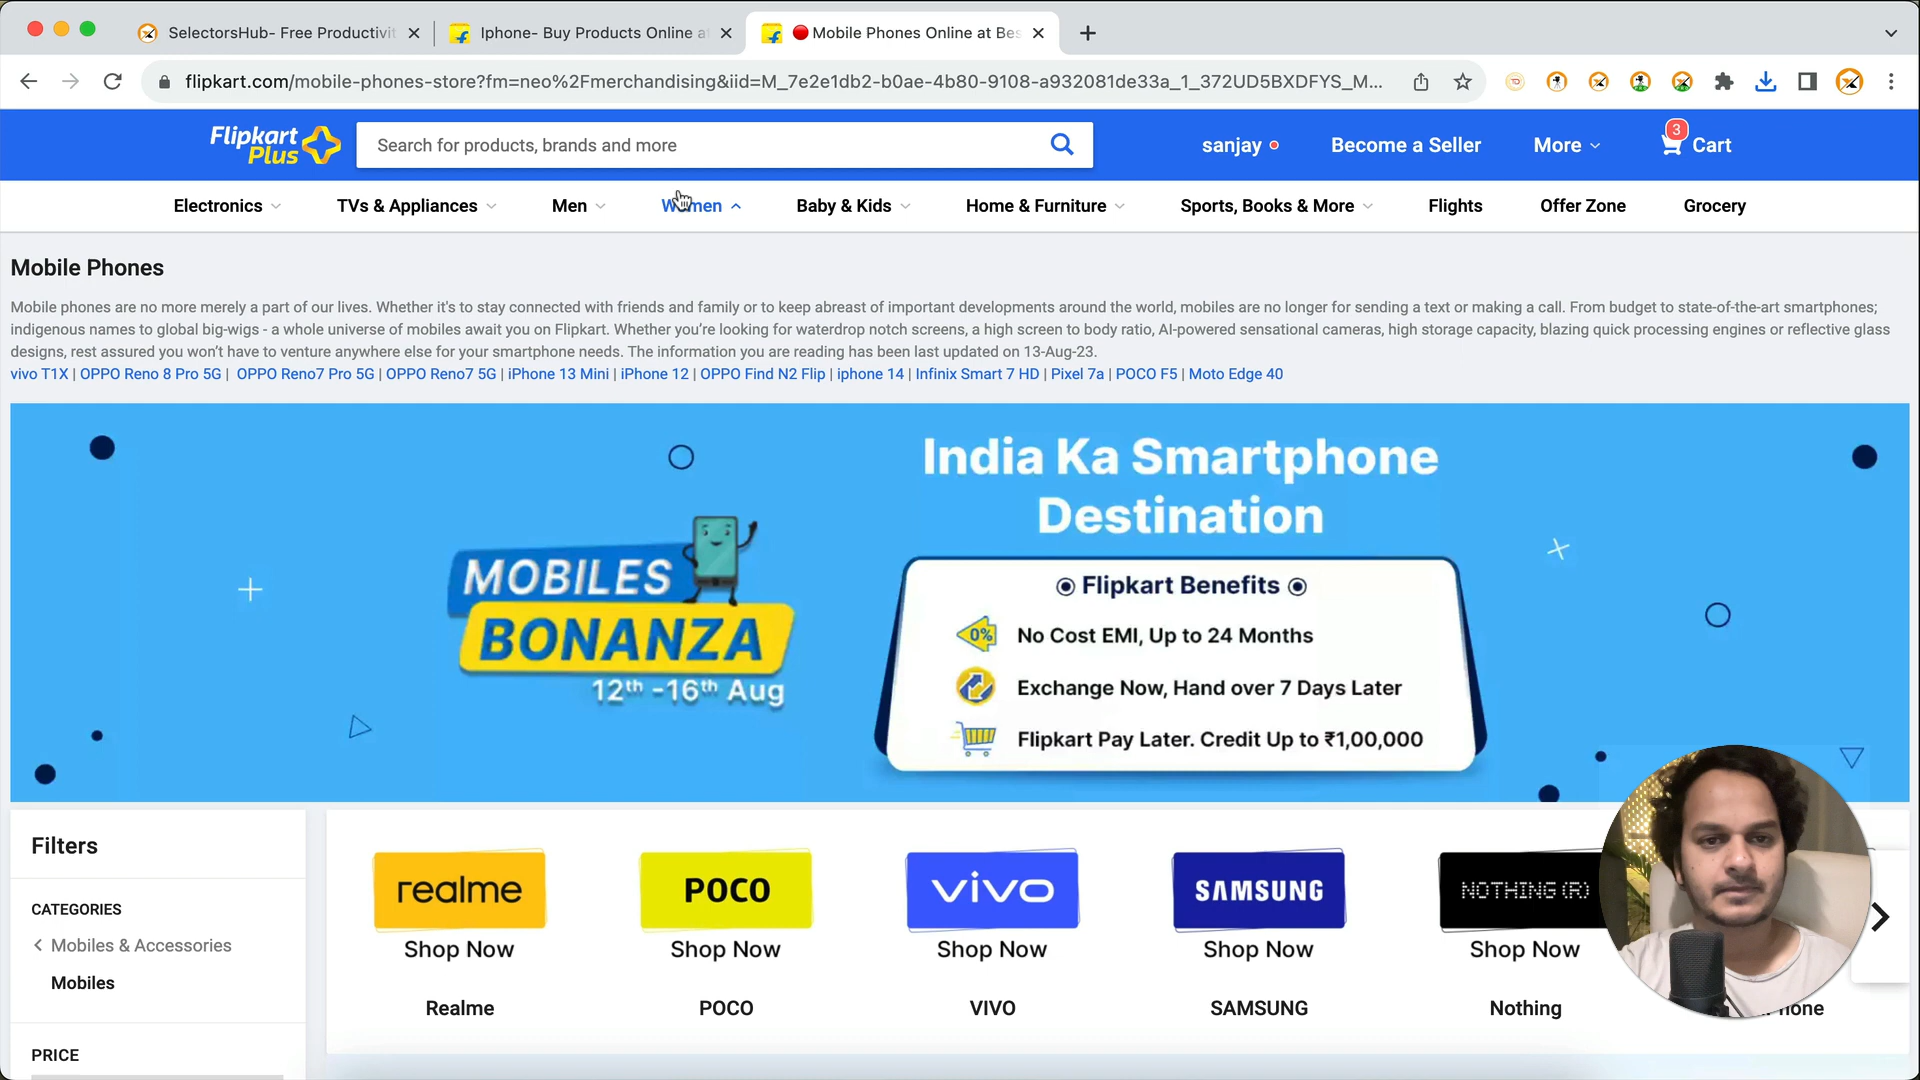 SelectorsHub- Free Productivit
Iphone- Buy Products Online at
Mobile Phones Online at Bes
flipkart.com/mobile-phones-store?fm=neo%2Fmerchandising&iid=M_7e2e1db2-b0ae-4b80-9108-a932081de33a_1_372UD5BXDFYS_M...
Flipkart
Plus
Search for products, brands and more
sanjay
Become a Seller
More
3
Cart
Electronics
TVs & Appliances
Men
Women
Baby & Kids
Home & Furniture
Sports, Books & More
Flights
Offer Zone
Grocery
Mobile Phones
Mobile phones are no more merely a part of our lives. Whether it's to stay connected with friends and family or to keep abreast of important developments around the world, mobiles are no longer for sending a text or making a call. From budget to state-of-the-art smartphones;
indigenous names to global big-wigs - a whole universe of mobiles await you on Flipkart. Whether you're looking for waterdrop notch screens, a high screen to body ratio, AI-powered sensational cameras, high storage capacity, blazing quick processing engines or reflective glass
designs, rest assured you won't have to venture anywhere else for your smartphone needs. The information you are reading has been last updated on 13-Aug-23.
vivo T1X | OPPO Reno 8 Pro 5G | OPPO Reno7 Pro 5G | OPPO Reno7 5G | iPhone 13 Mini | iPhone 12 | OPPO Find N2 Flip | iphone 14 | Infinix Smart 7 HD | Pixel 7a | POCO F5 | Moto Edge 40
India Ka Smartphone
Destination
MOBILES
BONANZA
12th -16th Aug
Flipkart Benefits
0%
No Cost EMI, Up to 24 Months
Exchange Now, Hand over 7 Days Later
Flipkart Pay Later. Credit Up to ₹1,00,000
Filters
CATEGORIES
Mobiles & Accessories
Mobiles
PRICE
realme
POCO
vivo
SAMSUNG
NOTHING (R)
Shop Now
Shop Now
Shop Now
Shop Now
Shop Now
Realme
POCO
VIVO
SAMSUNG
Nothing